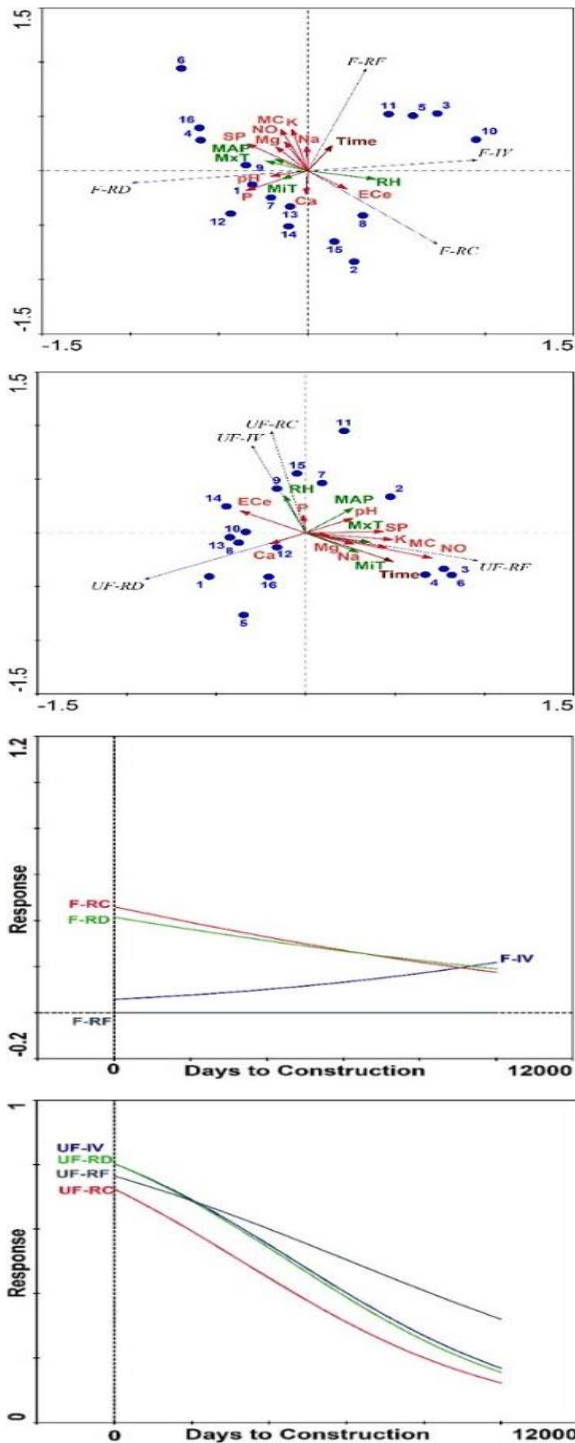 1.5
6
F-RF
11 5 3
16 MC K 10
4 SP NO Na
Mg Time F-IV
MAP
MxT 9
F-RD pH MiT RH
1 P Ca ECe
12 7 13 8
14 F-RC
15 2
-1.5
-1.5 1.5
1.5
UF-RC 11
UF-IV
15 7
9 RH 2
14 ECe P MAP
pH
10 MxT SP
13 8 Ca 12 Mg K MC NO
Na
UF-RD MiT UF-RF
1 16 Time 4 3 6
5
-1.5
-1.5 1.5
1.2
Response
F-RC
F-RD
F-IV
F-RF
-0.2
0 Days to Construction 12000
1
UF-IV
UF-RD
UF-RF
UF-RC
Response
0
0 Days to Construction 12000